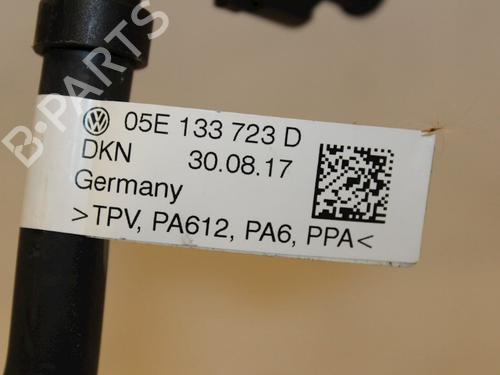 05E 133 723 D
DKN 30.08.17
Germany
>TPV, PA612, PA6, PPA<
B-PARTS